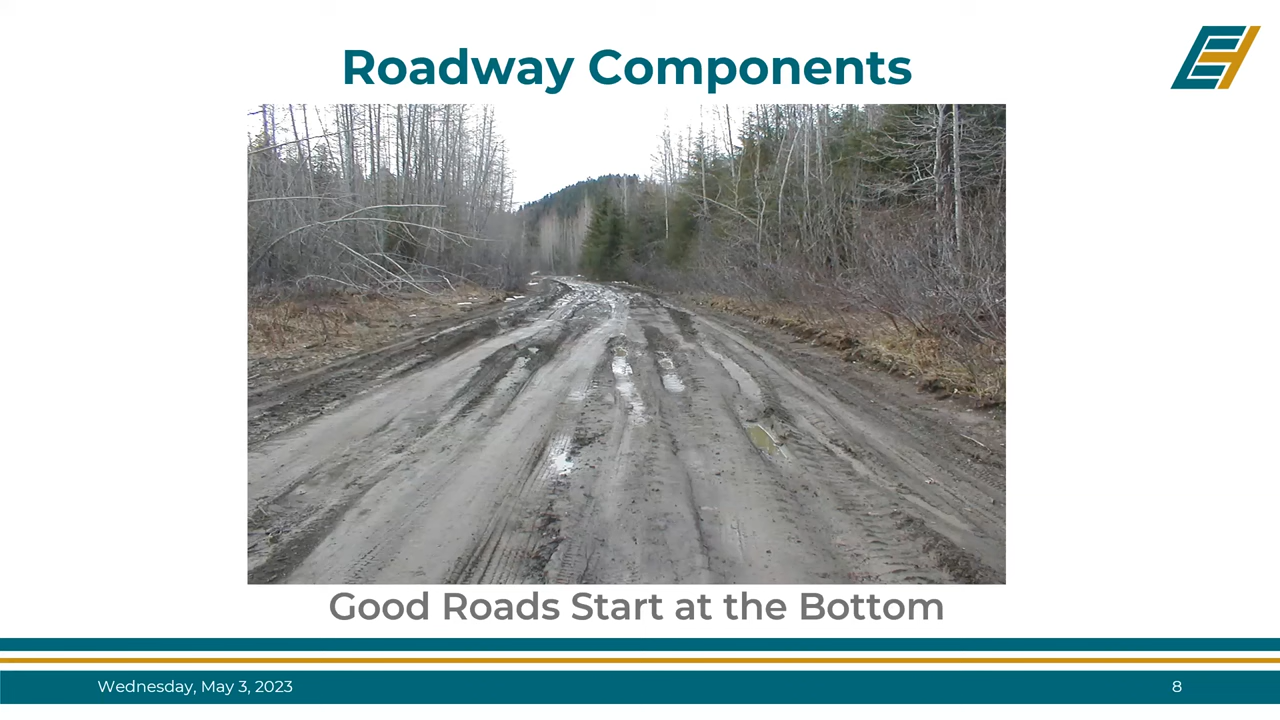 Roadway Components
Good Roads Start at the Bottom
Wednesday, May 3, 2023
8